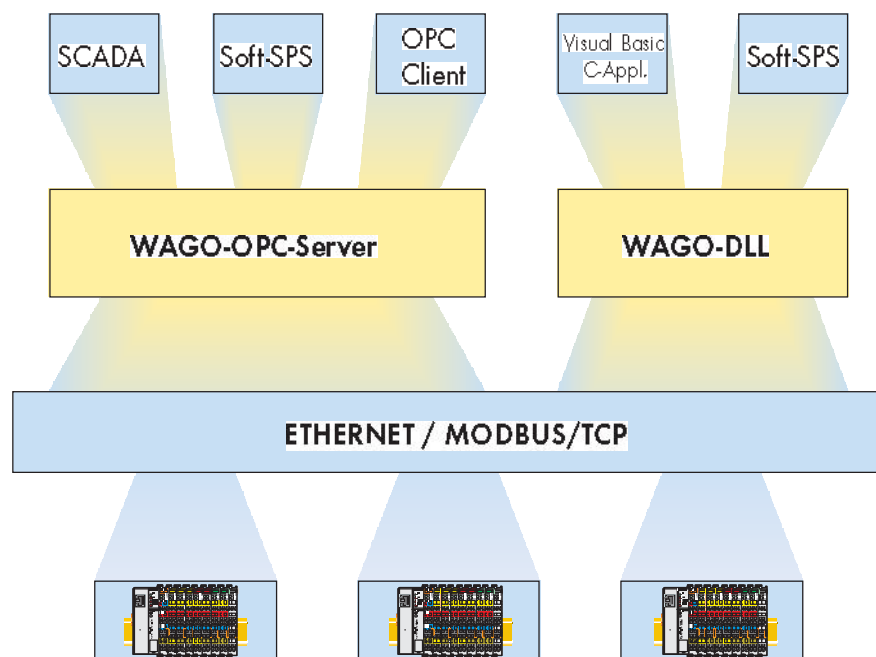 SCADA
Soft-SPS
OPC
Client
Visual Basic
C-Appl.
Soft-SPS
WAGO-OPC-Server
WAGO-DLL
ETHERNET / MODBUS/TCP